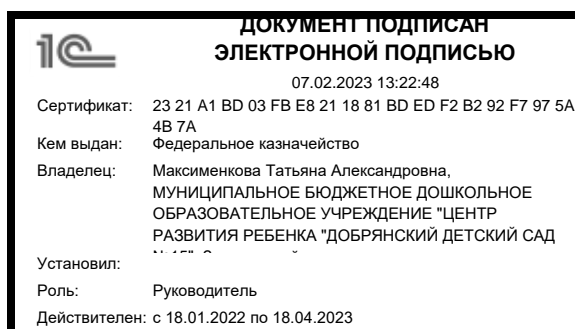 ДОКУМЕНТ ПОДПИСАН
1С
ЭЛЕКТРОННОЙ ПОДПИСЬЮ
07.02.2023 13:22:48
Сертификат: 23 21 A1 BD 03 FB E8 21 18 81 BD ED F2 B2 92 F7 97 5A
4B 7A
Кем выдан: Федеральное казначейство
Владелец: Максименкова Татьяна Александровна,
МУНИЦИПАЛЬНОЕ БЮДЖЕТНОЕ ДОШКОЛЬНОЕ
ОБРАЗОВАТЕЛЬНОЕ УЧРЕЖДЕНИЕ "ЦЕНТР
РАЗВИТИЯ РЕБЕНКА "ДОБРЯНСКИЙ ДЕТСКИЙ САД
Установил:
Роль: Руководитель
Действителен: с 18.01.2022 по 18.04.2023